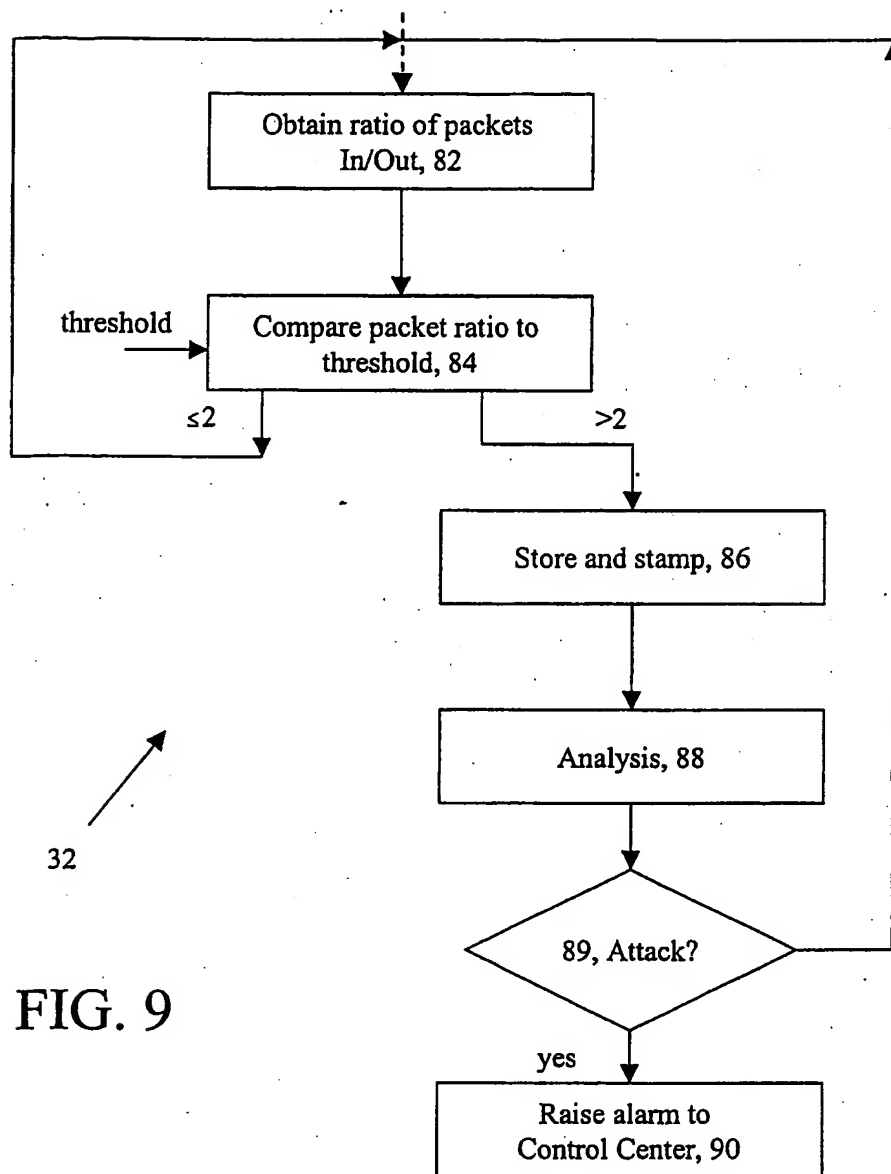 Obtain ratio of packets
In/Out, 82
threshold
Compare packet ratio to
threshold, 84
≤2
>2
Store and stamp, 86
Analysis, 88
32
89, Attack?
FIG. 9
yes
Raise alarm to
Control Center, 90